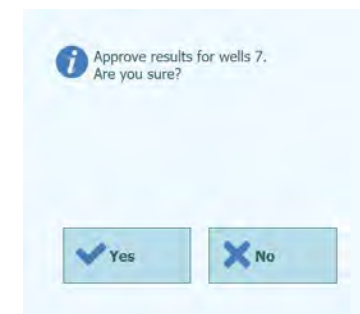 Approve results for wells 7.
Are you sure?
Yes
No